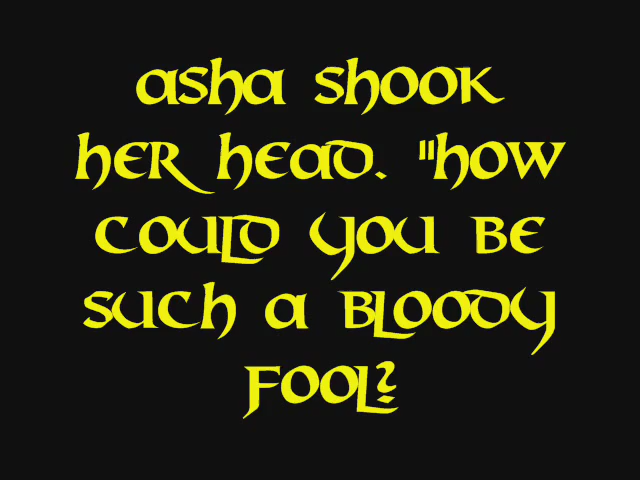 Asha shook
her head. "How
could you be
such a bloody
fool?